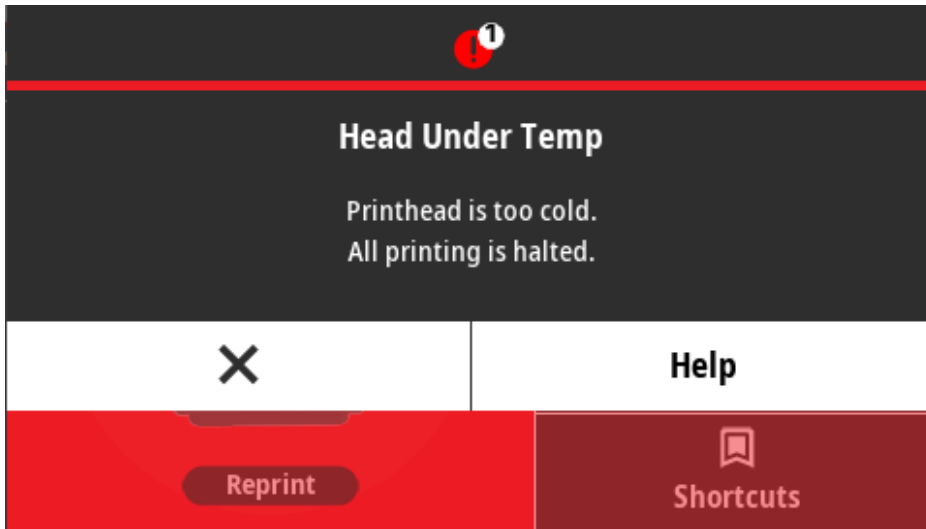 1
Head Under Temp
Printhead is too cold.
All printing is halted.
Help
Reprint
Shortcuts